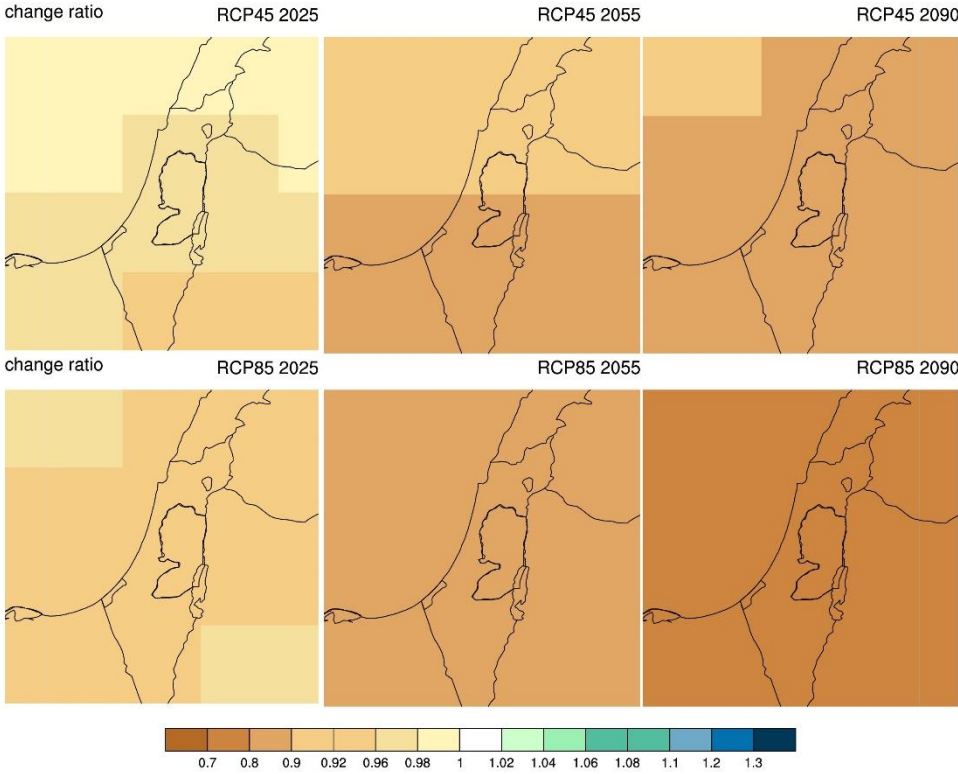 change ratio RCP45 2025 RCP45 2055 RCP45 2090
change ratio RCP85 2025 RCP85 2055 RCP85 2090
0.7 0.8 0.9 0.92 0.96 0.98 1 1.02 1.04 1.06 1.08 1.1 1.2 1.3